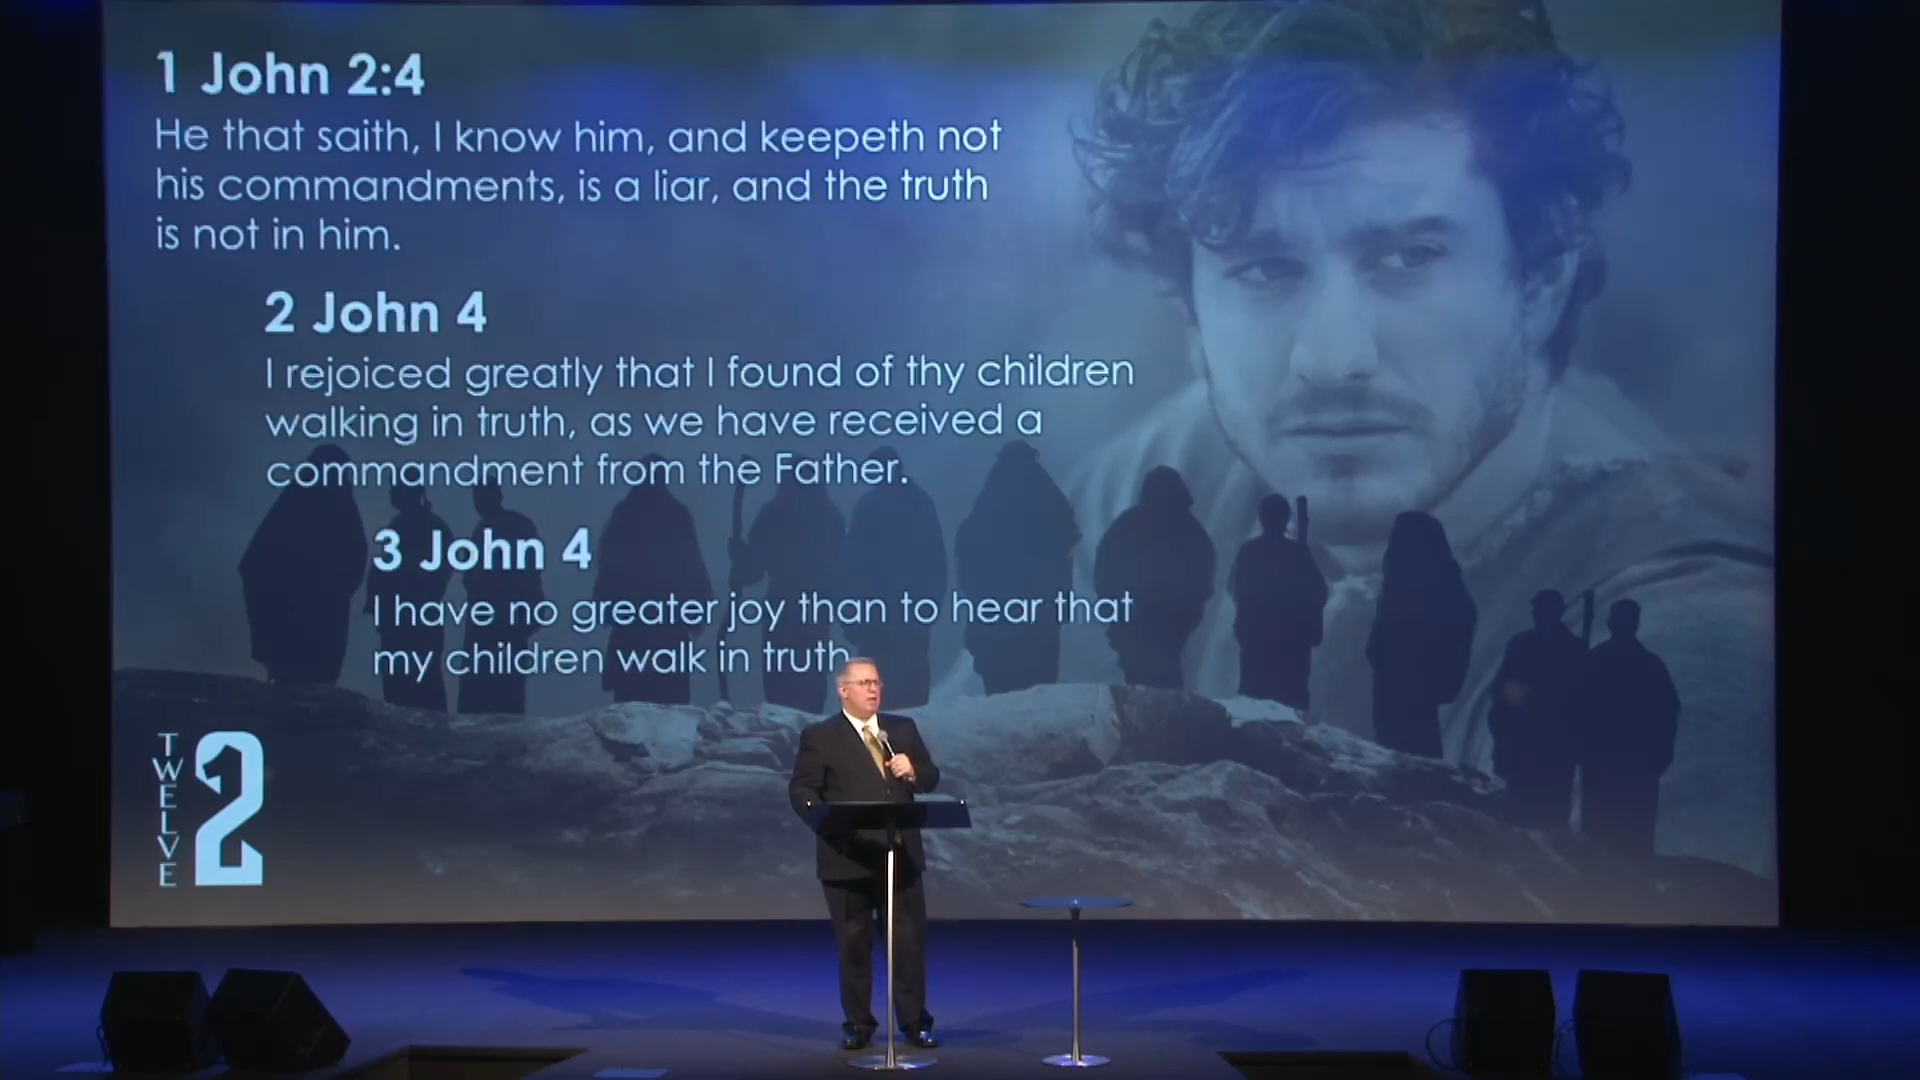 1 John 2:4
He that saith, I know him, and keepeth not
his commandments, is a liar, and the truth
is not in him.
2 John 4
I rejoiced greatly that I found of thy children
walking in truth, as we have received a
commandment from the Father.
3 John 4
I have no greater joy than to hear that
my children walk in truth
TWELVE
12